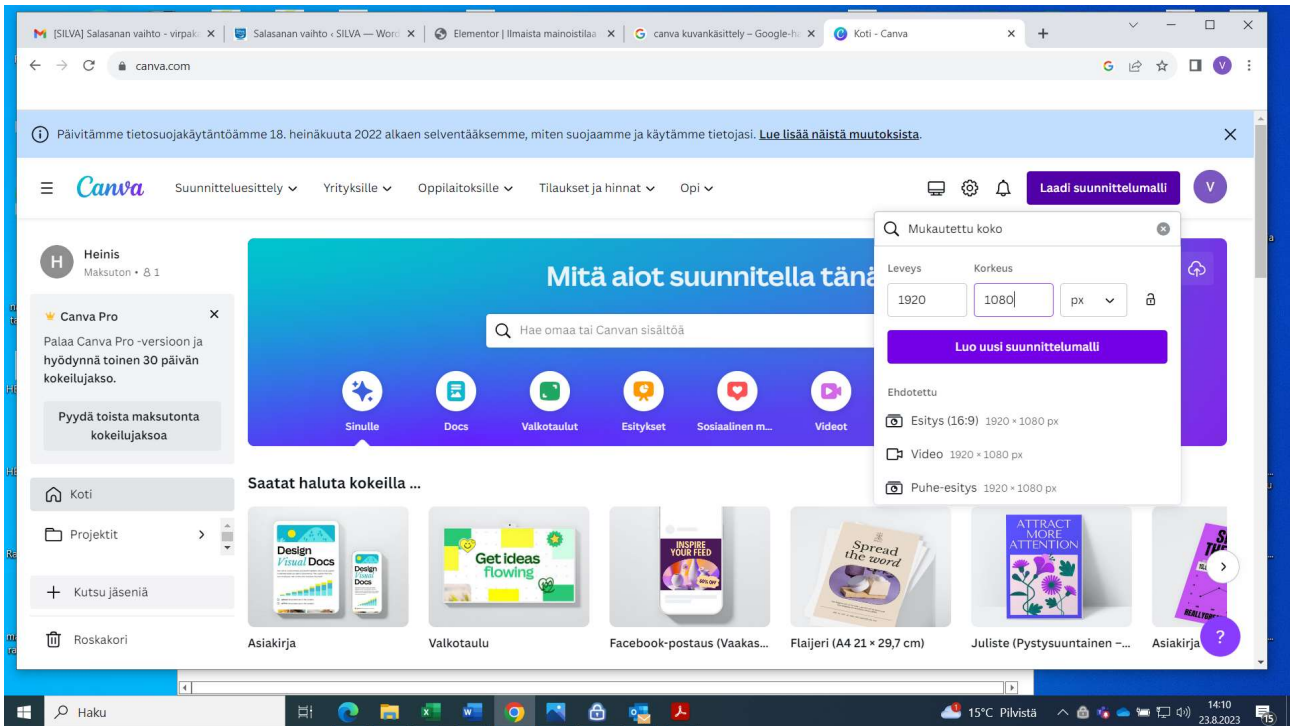 [SILVA] Salasanan vaihto - virpak
Salasanan vaihto ‹ SILVA — Word
Elementor | Ilmaista mainostilaa
canva kuvankäsittely – Google-ha
Koti - Canva
canva.com
V
Päivitämme tietosuojakäytäntöämme 18. heinäkuuta 2022 alkaen selventääksemme, miten suojaamme ja käytämme tietojasi. Lue lisää näistä muutoksista.
Canva
Suunnitteluesittely
Yrityksille
Oppilaitoksille
Tilaukset ja hinnat
Opi
Laadi suunnittelumalli
V
Mukautettu koko
Leveys Korkeus
1920 1080 px
Luo uusi suunnittelumalli
Ehdotettu
Esitys (16:9) 1920 × 1080 px
Video 1920 × 1080 px
Puhe-esitys 1920 × 1080 px
H
Heinis
Maksuton • 1
Canva Pro
Palaa Canva Pro -versioon ja
hyödynnä toinen 30 päivän
kokeilujakso.
Pyydä toista maksutonta
kokeilujaksoa
Koti
Projektit
Kutsu jäseniä
Roskakori
Mitä aiot suunnitella tänä
Hae omaa tai Canvan sisältöä
Sinulle
Docs
Valkotaulut
Esitykset
Sosiaalinen m...
Videot
Saatat haluta kokeilla ...
Design
Visual Docs
Design
Visual
Docs
Get ideas
flowing
INSPIRE
YOUR FEED
Spread
the word
ATTRACT
MORE
ATTENTION
Asiakirja
Valkotaulu
Facebook-postaus (Vaakas...
Flaijeri (A4 21 × 29,7 cm)
Juliste (Pystysuuntainen –...
Asiakirja
?
Haku
15°C Pilvistä
14:10
23.8.2023
15